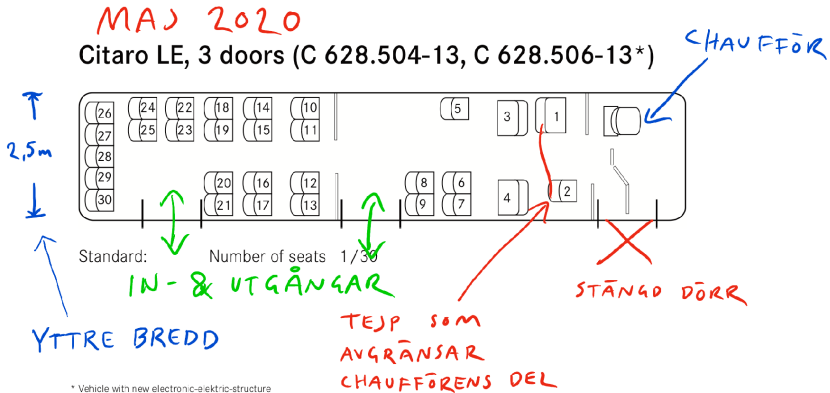 MAJ 2020
Citaro LE, 3 doors (C 628.504-13, C 628.506-13*)
CHAUFFÖR
26 24 22 18 14 10 5 3 1
27 25 23 19 15 11
2,5m
28
29 20 16 12 8 6 4 2
30 21 17 13 9 7
Standard: Number of seats 1/30
IN- & UTGÅNGAR
STÄNGD DÖRR
YTTRE BREDD
TEJP SOM
AVGRÄNSAR
CHAUFFÖRENS DEL
* Vehicle with new electronic-elektric-structure